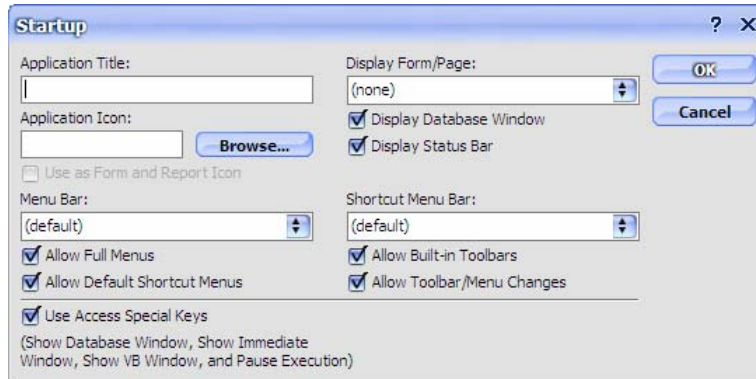 Startup
Application Title:
Display Form/Page:
OK
(none)
Application Icon:
Display Database Window
Cancel
Browse...
Display Status Bar
Use as Form and Report Icon
Menu Bar:
Shortcut Menu Bar:
(default)
(default)
Allow Full Menus
Allow Built-in Toolbars
Allow Default Shortcut Menus
Allow Toolbar/Menu Changes
Use Access Special Keys
(Show Database Window, Show Immediate
Window, Show VB Window, and Pause Execution)